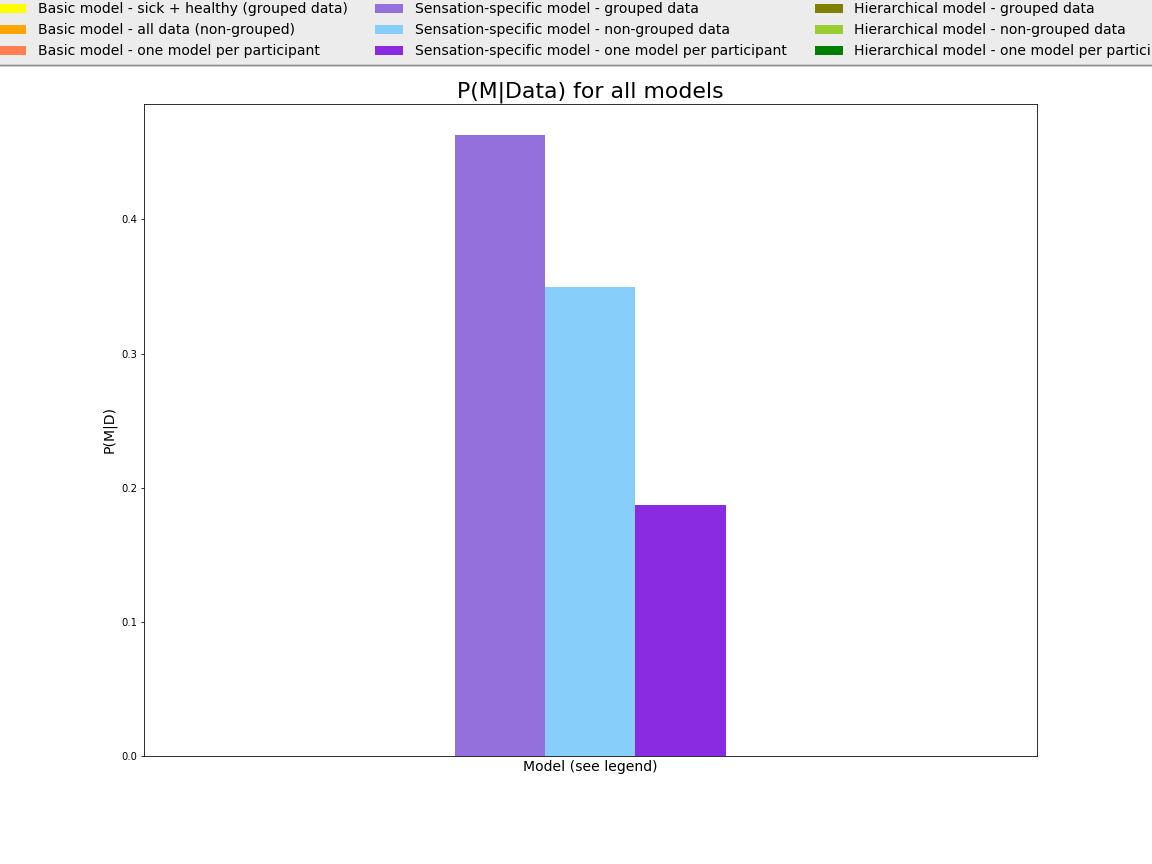 Basic model - sick + healthy (grouped data)
Basic model - all data (non-grouped)
Basic model - one model per participant
Sensation-specific model - grouped data
Sensation-specific model - non-grouped data
Sensation-specific model - one model per participant
Hierarchical model - grouped data
Hierarchical model - non-grouped data
Hierarchical model - one model per partici
P(M|Data) for all models
P(M|D)
0.4
0.3
0.2
0.1
0.0
Model (see legend)